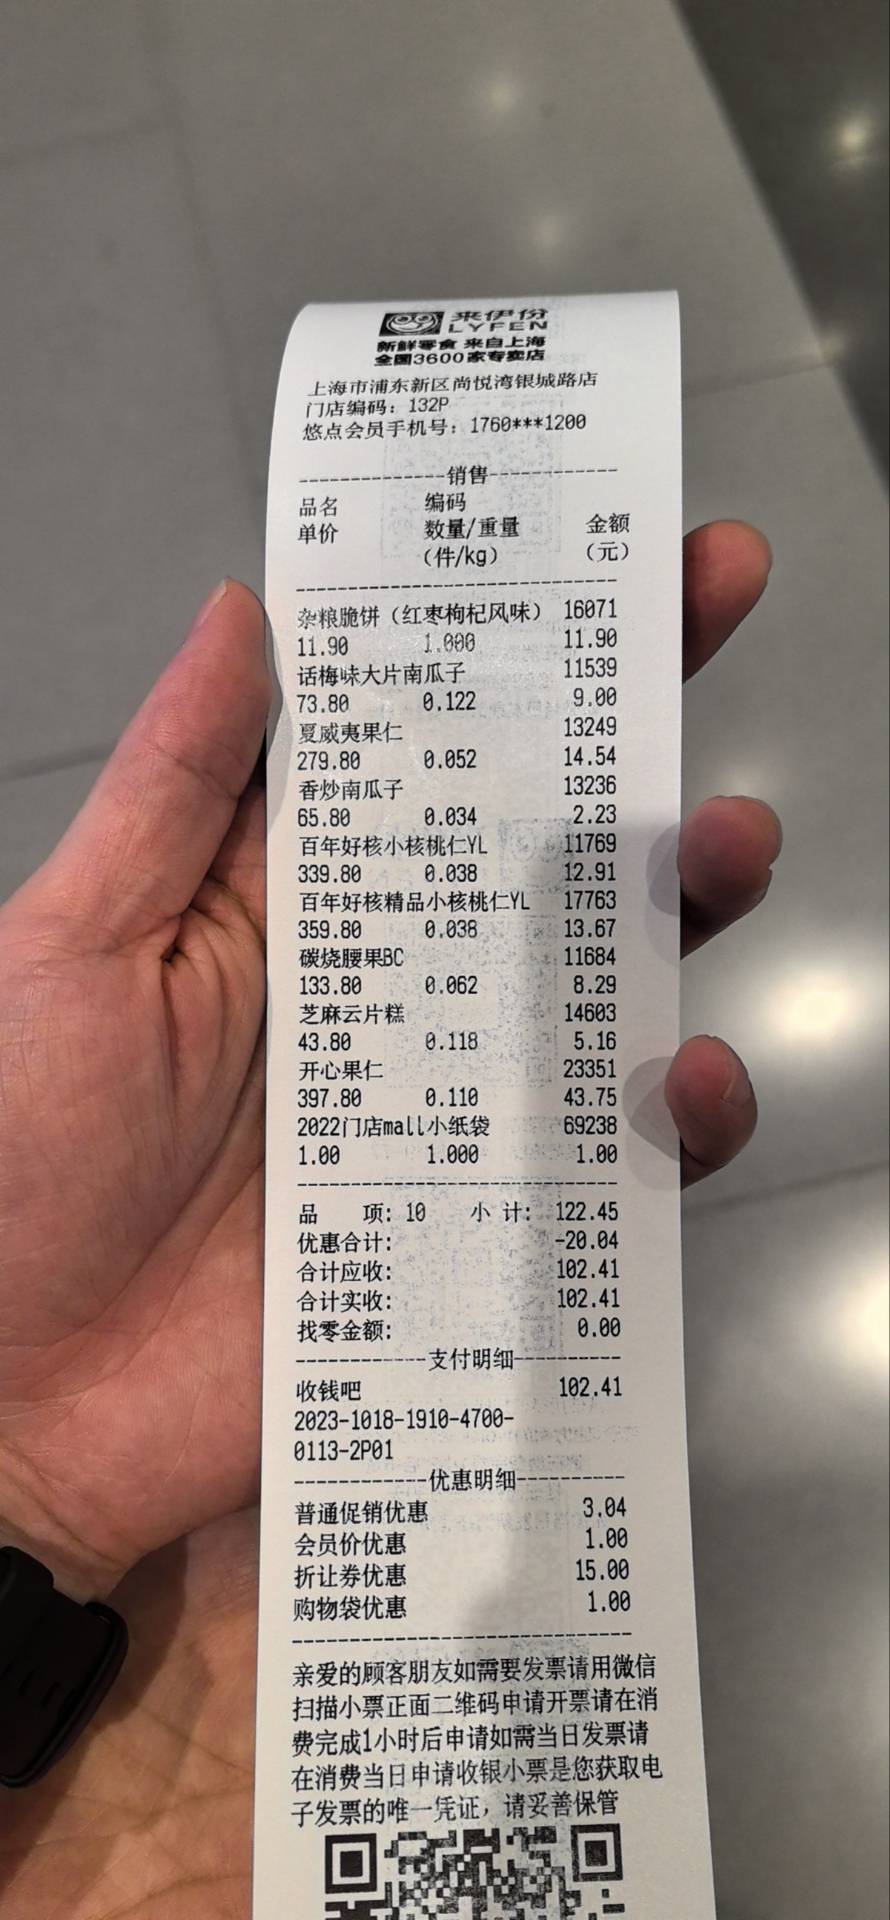 来伊份
LYFEN
新鲜零食 来自上海
全国3600家专卖店
上海市浦东新区尚悦湾银城路店
门店编码：132P
悠点会员手机号：1760***1200
------------销售------------
品名 编码
单价 数量/重量 金额
（件/kg） （元）
----------------------------
杂粮脆饼（红枣枸杞风味） 16071
11.90 1.000 11.90
话梅味大片南瓜子 11539
73.80 0.122 9.00
夏威夷果仁 13249
279.80 0.052 14.54
香炒南瓜子 13236
65.80 0.034 2.23
百年好核小核桃仁YL 11769
339.80 0.038 12.91
百年好核精品小核桃仁YL 17763
359.80 0.038 13.67
碳烧腰果BC 11684
133.80 0.062 8.29
芝麻云片糕 14603
43.80 0.118 5.16
开心果仁 23351
397.80 0.110 43.75
2022门店mall小纸袋 69238
1.00 1.000 1.00
----------------------------
品 项: 10 小 计: 122.45
优惠合计: -20.04
合计应收: 102.41
合计实收: 102.41
找零金额: 0.00
-----------支付明细----------
收钱吧 102.41
2023-1018-1910-4700-
0113-2P01
-----------优惠明细----------
普通促销优惠 3.04
会员价优惠 1.00
折让券优惠 15.00
购物袋优惠 1.00
----------------------------
亲爱的顾客朋友如需要发票请用微信
扫描小票正面二维码申请开票请在消
费完成1小时后申请如需当日发票请
在消费当日申请收银小票是您获取电
子发票的唯一凭证，请妥善保管